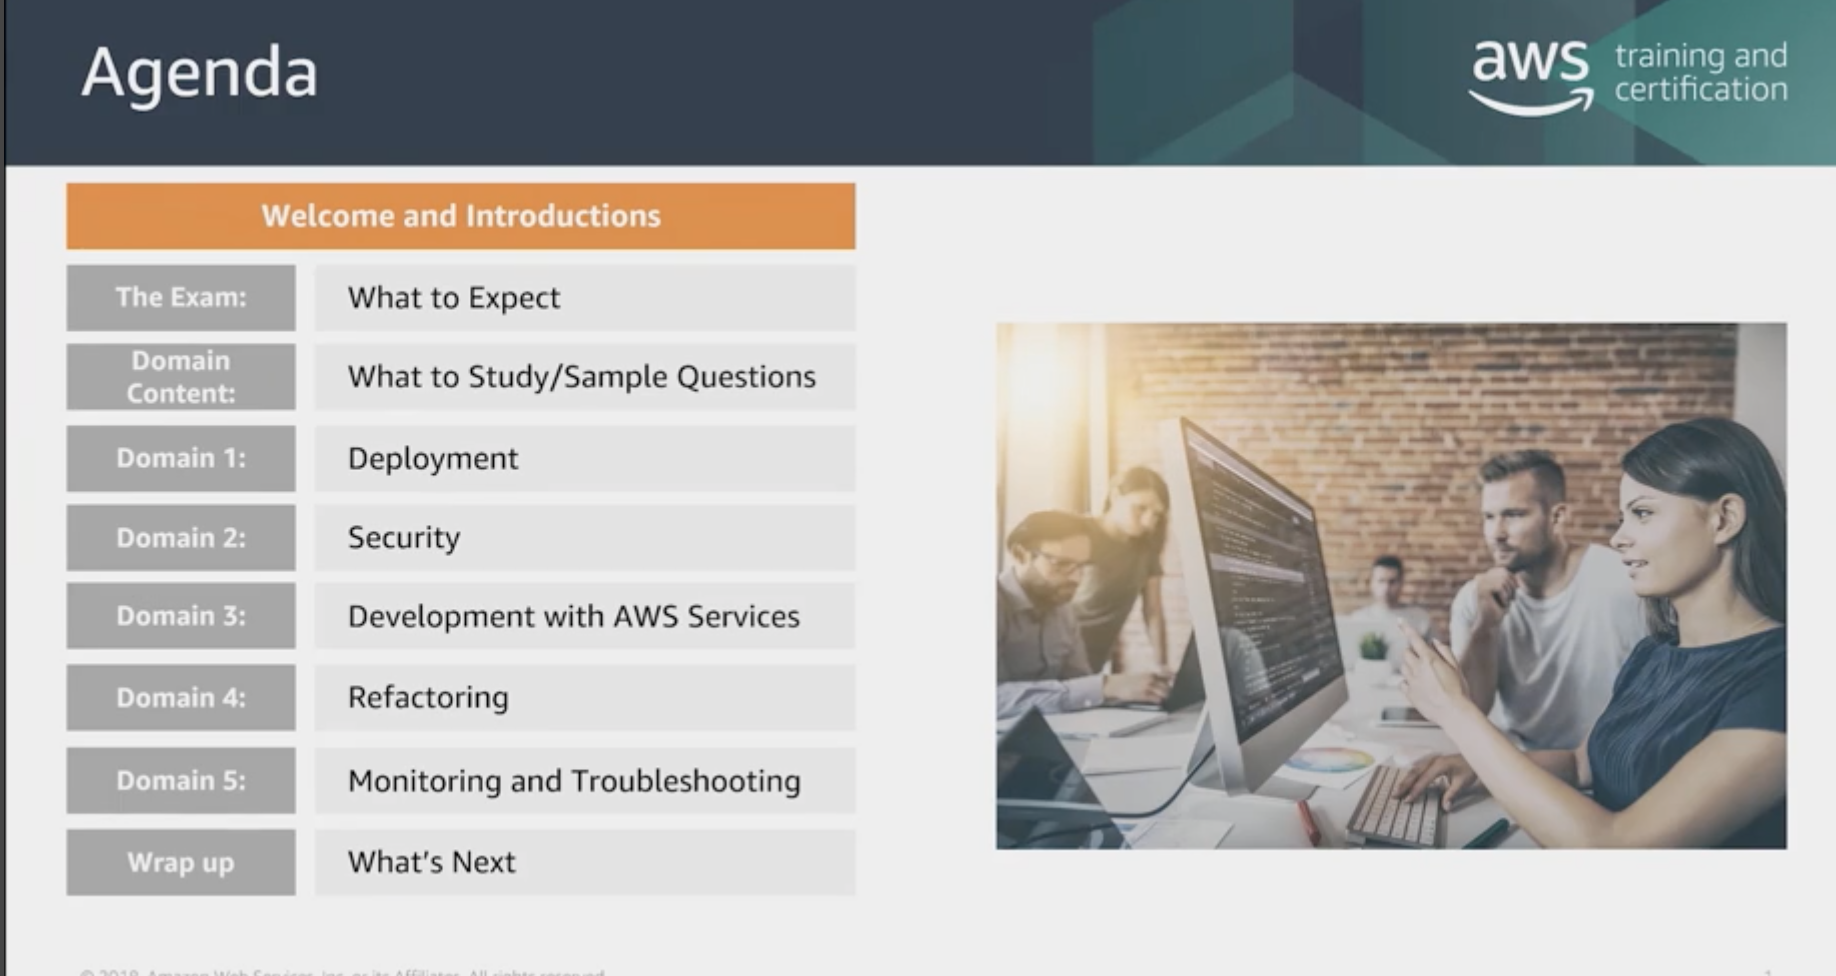 Agenda
aws training and
certification
Welcome and Introductions
The Exam: What to Expect
Domain
Content: What to Study/Sample Questions
Domain 1: Deployment
Domain 2: Security
Domain 3: Development with AWS Services
Domain 4: Refactoring
Domain 5: Monitoring and Troubleshooting
Wrap up What's Next
© 2018, Amazon Web Services, Inc. or its Affiliates. All rights reserved.